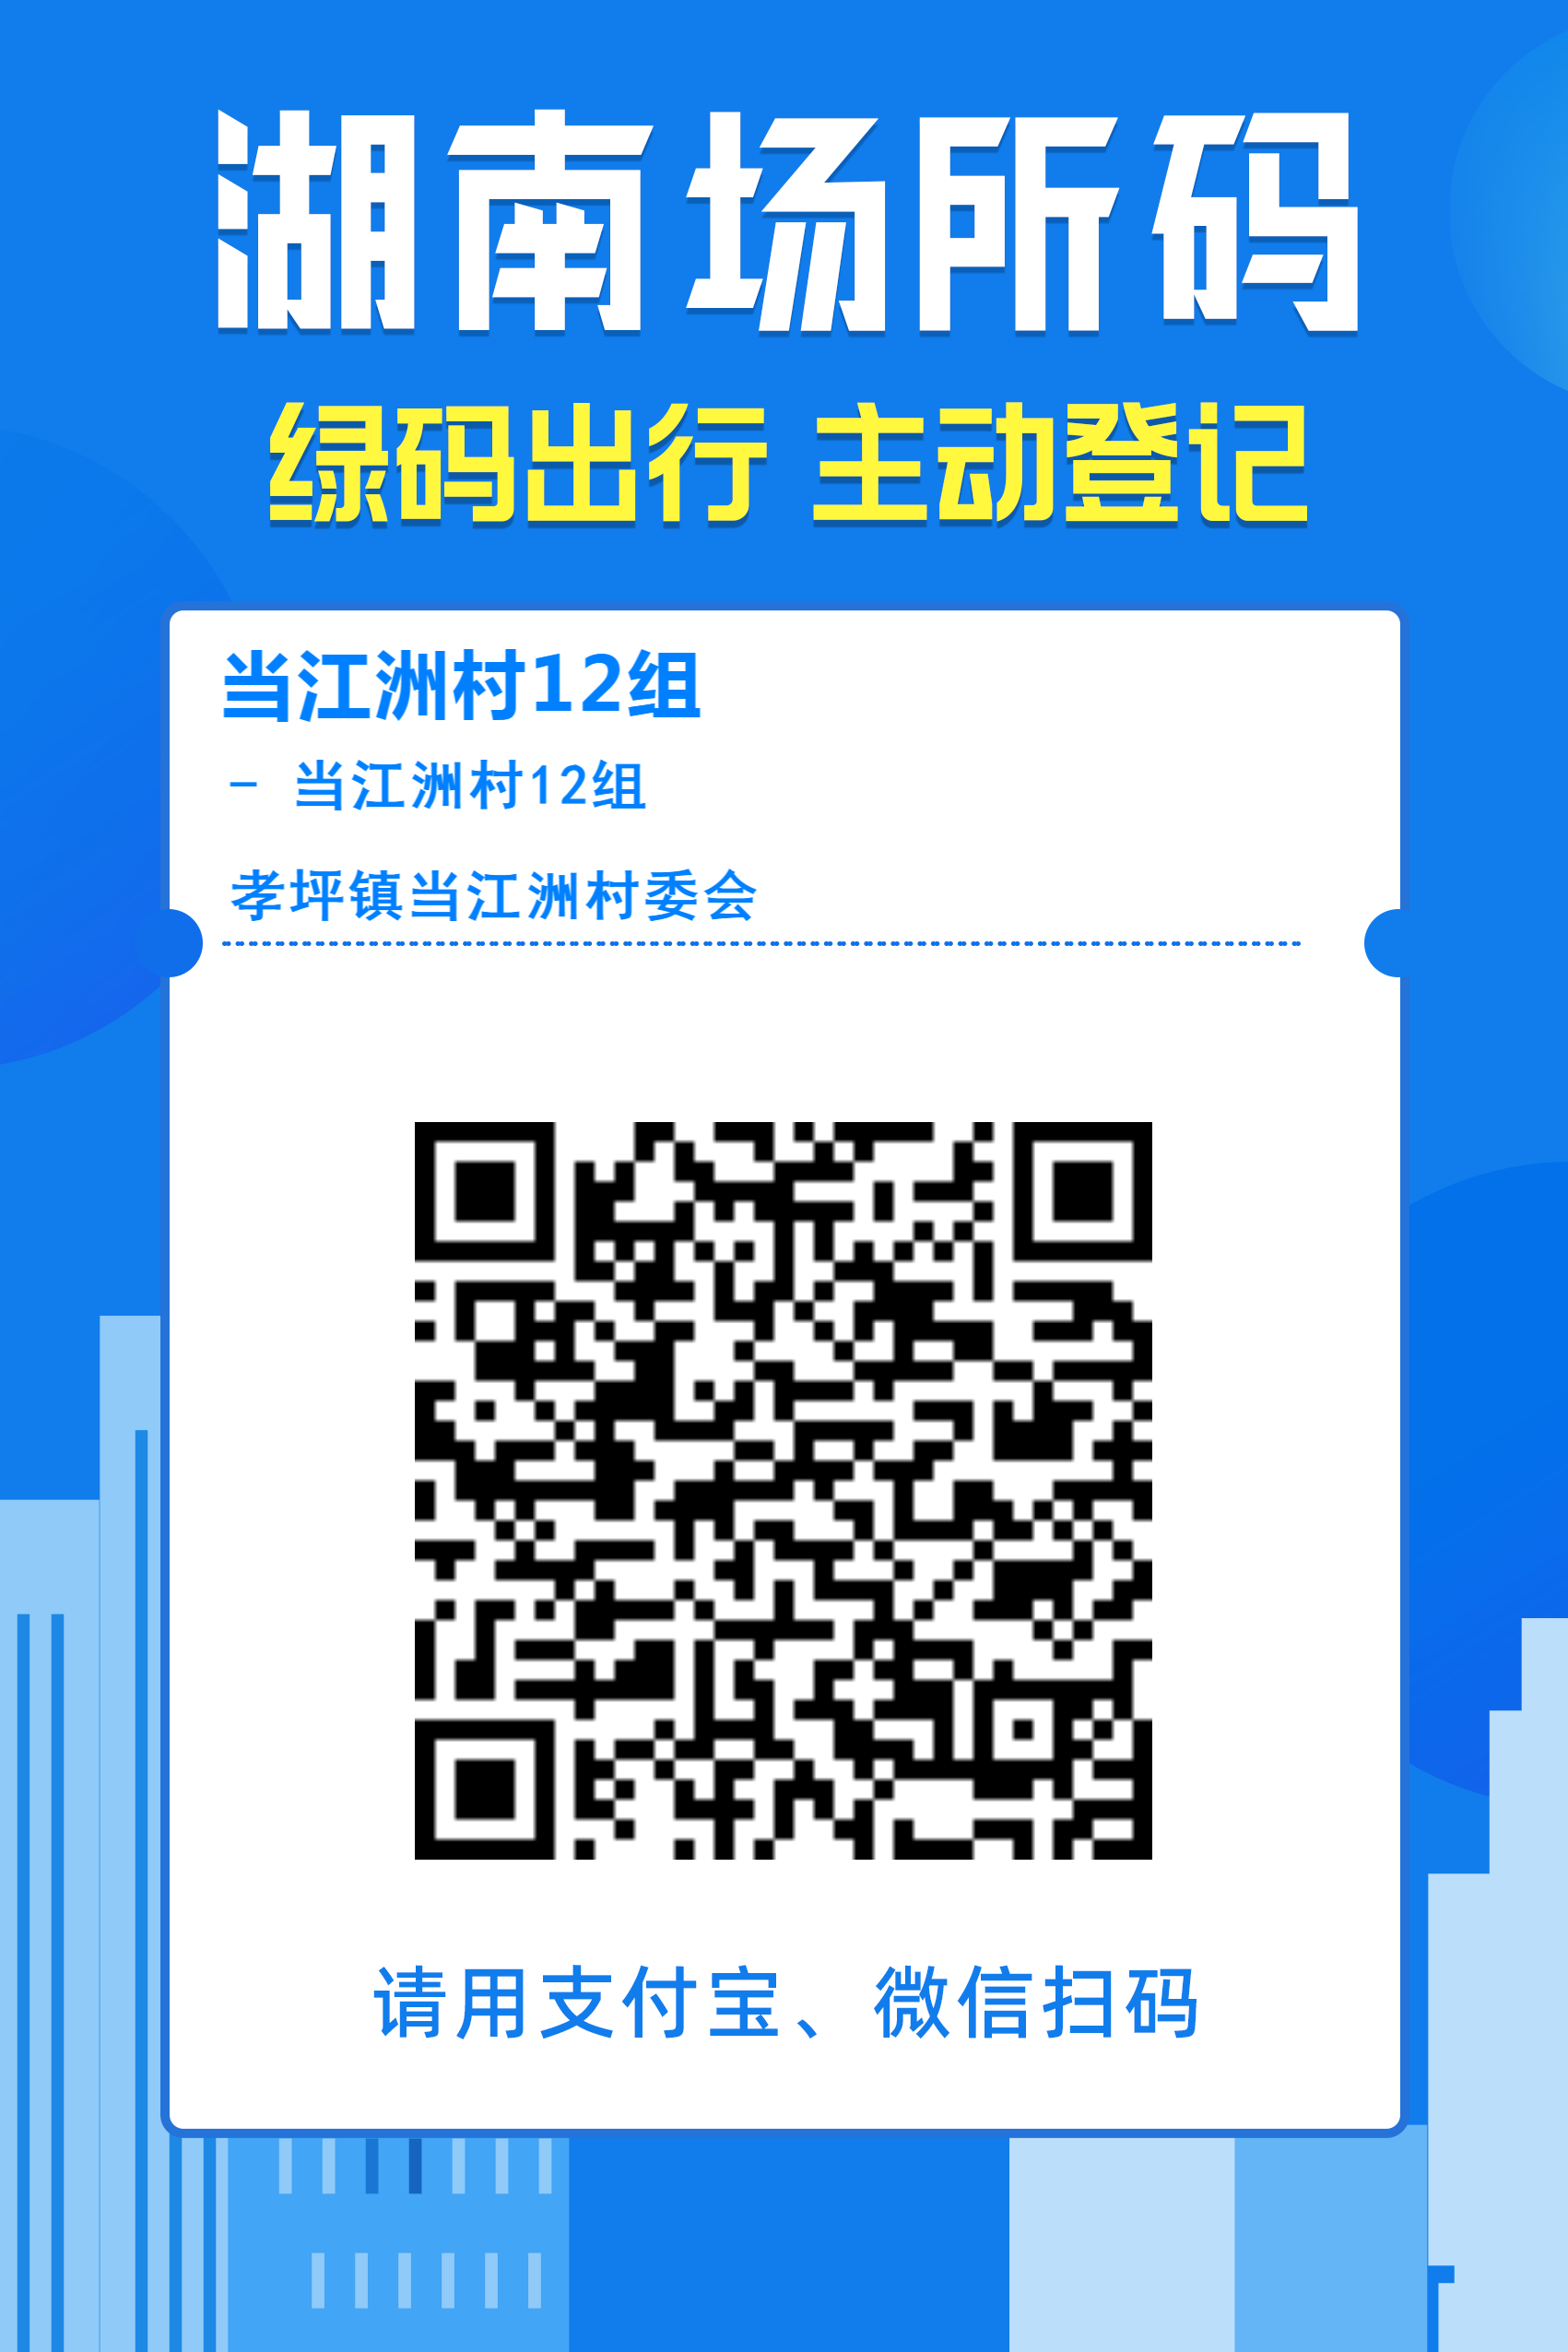 湖南场所码
绿码出行 主动登记
当江洲村12组
- 当江洲村12组
孝坪镇当江洲村委会
请用支付宝、微信扫码